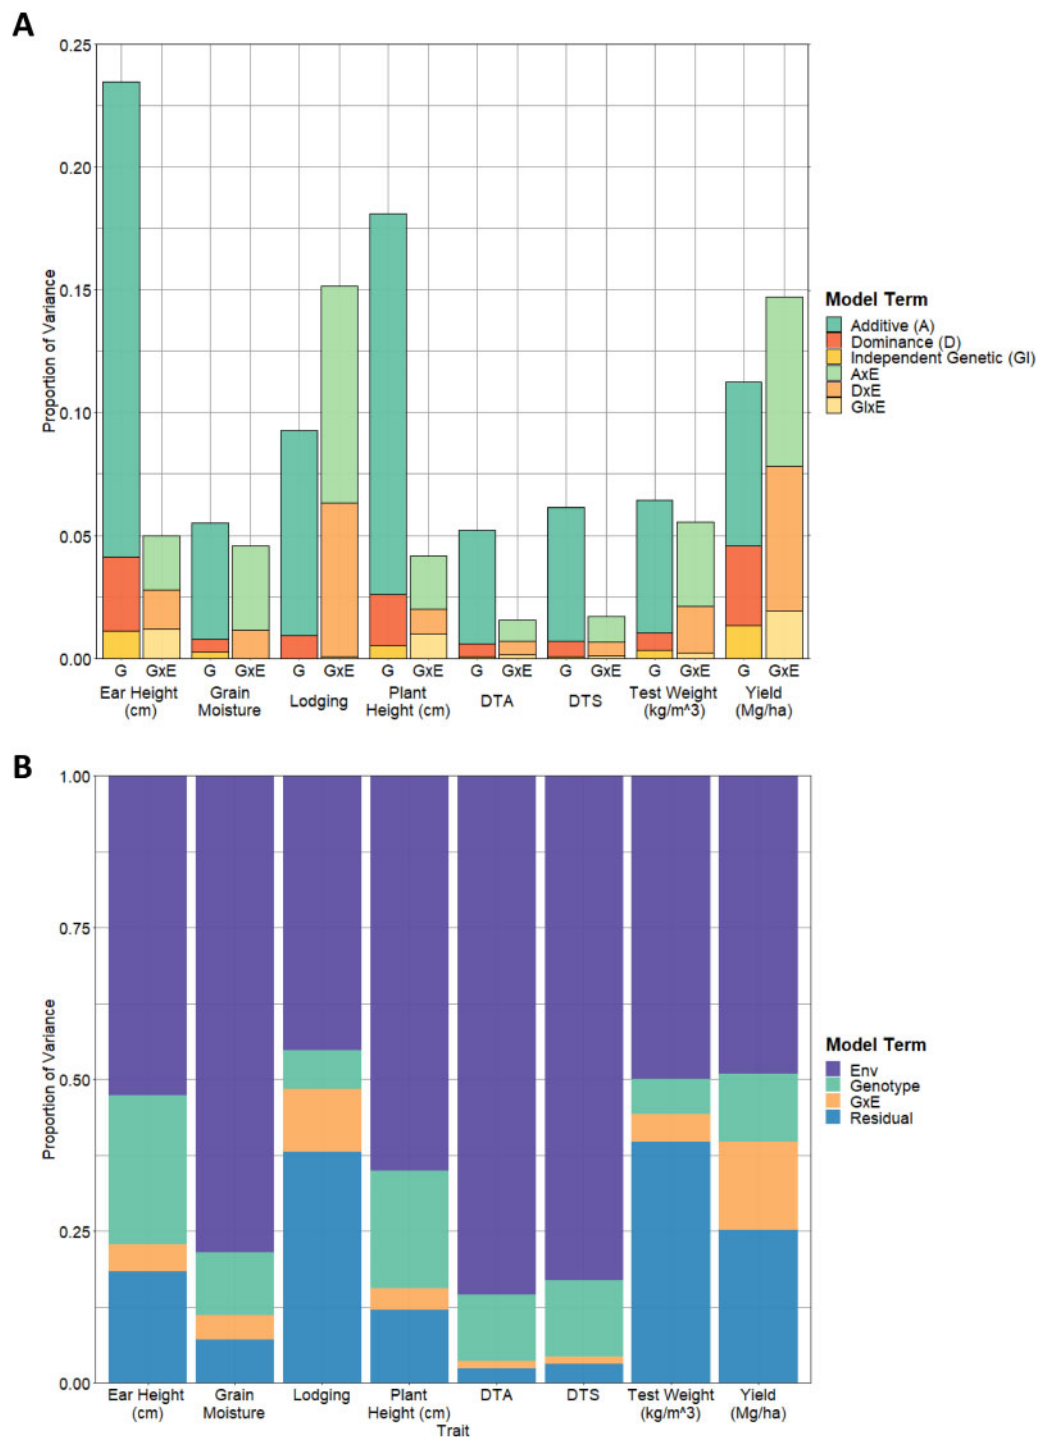 A
0.25
0.20
0.15
0.10
0.05
0.00
Proportion of Variance
G GxE G GxE G GxE G GxE G GxE G GxE G GxE G GxE
Ear Height (cm)
Grain Moisture
Lodging
Plant Height (cm)
DTA
DTS
Test Weight (kg/m^3)
Yield (Mg/ha)
Model Term
Additive (A)
Dominance (D)
Independent Genetic (GI)
AxE
DxE
GIxE
B
1.00
0.75
0.50
0.25
0.00
Proportion of Variance
Ear Height (cm)
Grain Moisture
Lodging
Plant Height (cm)
DTA
DTS
Test Weight (kg/m^3)
Yield (Mg/ha)
Trait
Model Term
Env
Genotype
GxE
Residual